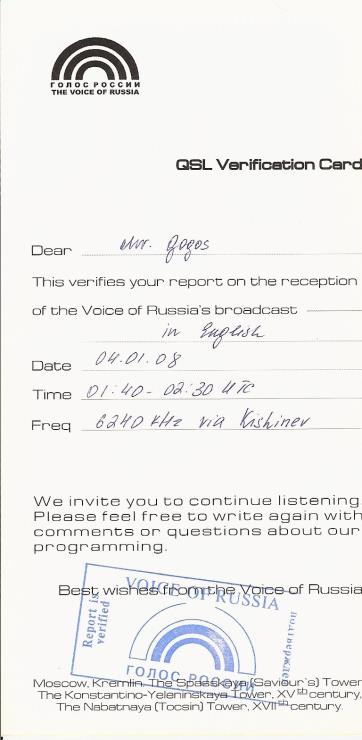 ГОЛОС РОССИИ
THE VOICE OF RUSSIA
QSL Verification Card
Dear Mr. Gogos
This verifies your report on the reception
of the Voice of Russia's broadcast
in English
Date 04.01.08
Time 01:40-02:30 UTC
Freq 6240 kHz via Kishinev
We invite you to continue listening.
Please feel free to write again with
comments or questions about our
programming.
Best wishes from the Voice of Russia
VOICE OF RUSSIA
Report is
verified
ГОЛОС РОССИИ
Moscow, Kremlin. The Spasskaya (Saviour's) Tower
The Konstantino-Yeleninskaya Tower, XVth century,
The Nabatnaya (Tocsin) Tower, XVIIth century.